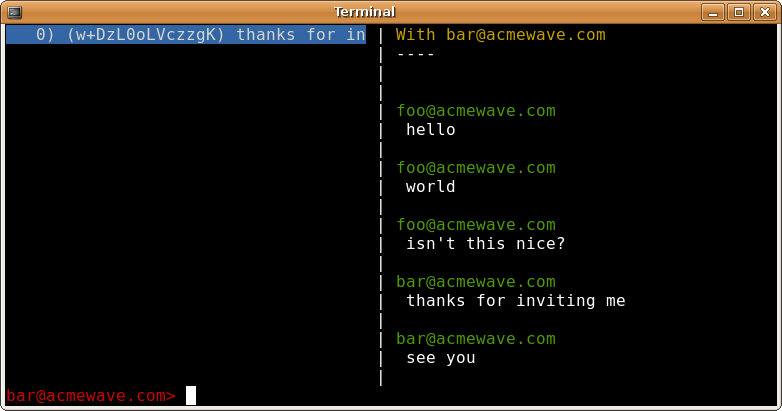 Terminal
0) (w+DzL0oLVczzgK) thanks for in
With bar@acmewave.com
----
foo@acmewave.com
hello
foo@acmewave.com
world
foo@acmewave.com
isn't this nice?
bar@acmewave.com
thanks for inviting me
bar@acmewave.com
see you
bar@acmewave.com>